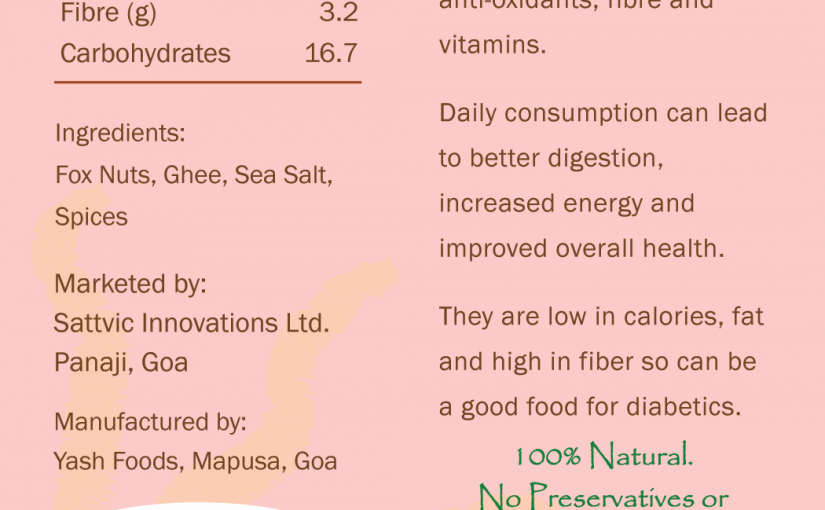 Fibre (g) 3.2
Carbohydrates 16.7
Ingredients:
Fox Nuts, Ghee, Sea Salt,
Spices
Marketed by:
Sattvic Innovations Ltd.
Panaji, Goa
Manufactured by:
Yash Foods, Mapusa, Goa
anti-oxidants, fibre and
vitamins.
Daily consumption can lead
to better digestion,
increased energy and
improved overall health.
They are low in calories, fat
and high in fiber so can be
a good food for diabetics.
100% Natural.
No Preservatives or